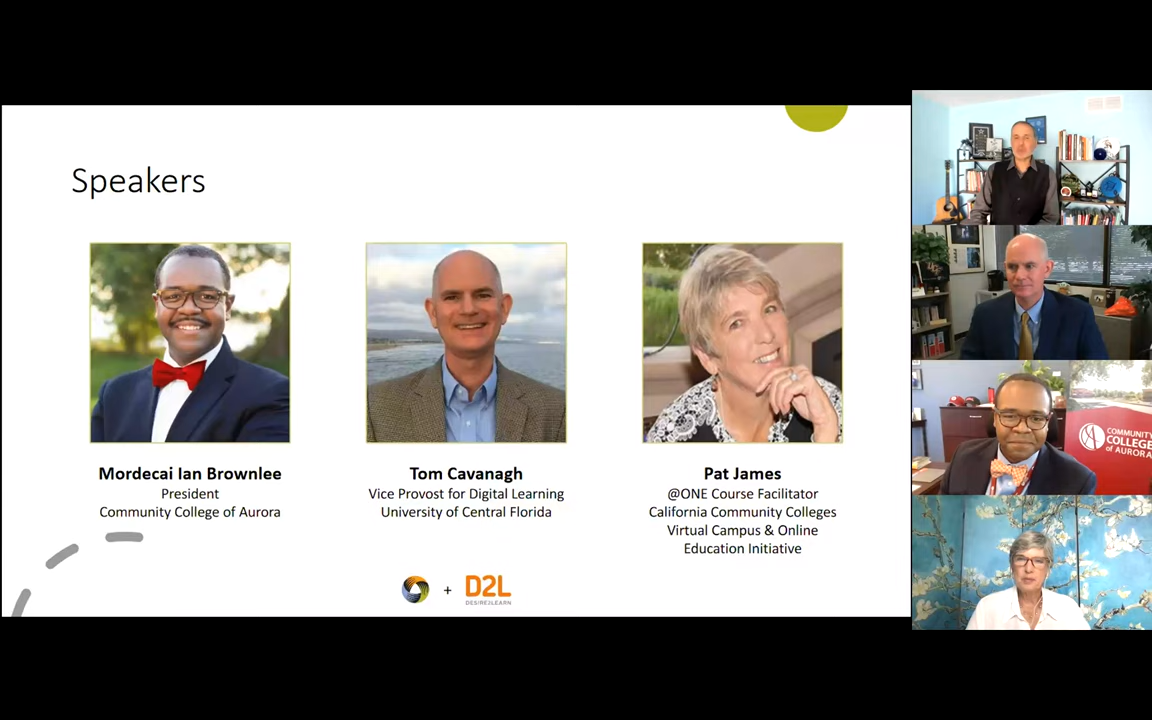 Speakers
Mordecai Ian Brownlee
President
Community College of Aurora
Tom Cavanagh
Vice Provost for Digital Learning
University of Central Florida
Pat James
@ONE Course Facilitator
California Community Colleges
Virtual Campus & Online
Education Initiative
+
D2L
DESIRE2LEARN
COMMUNITY
COLLEGE
of AURORA